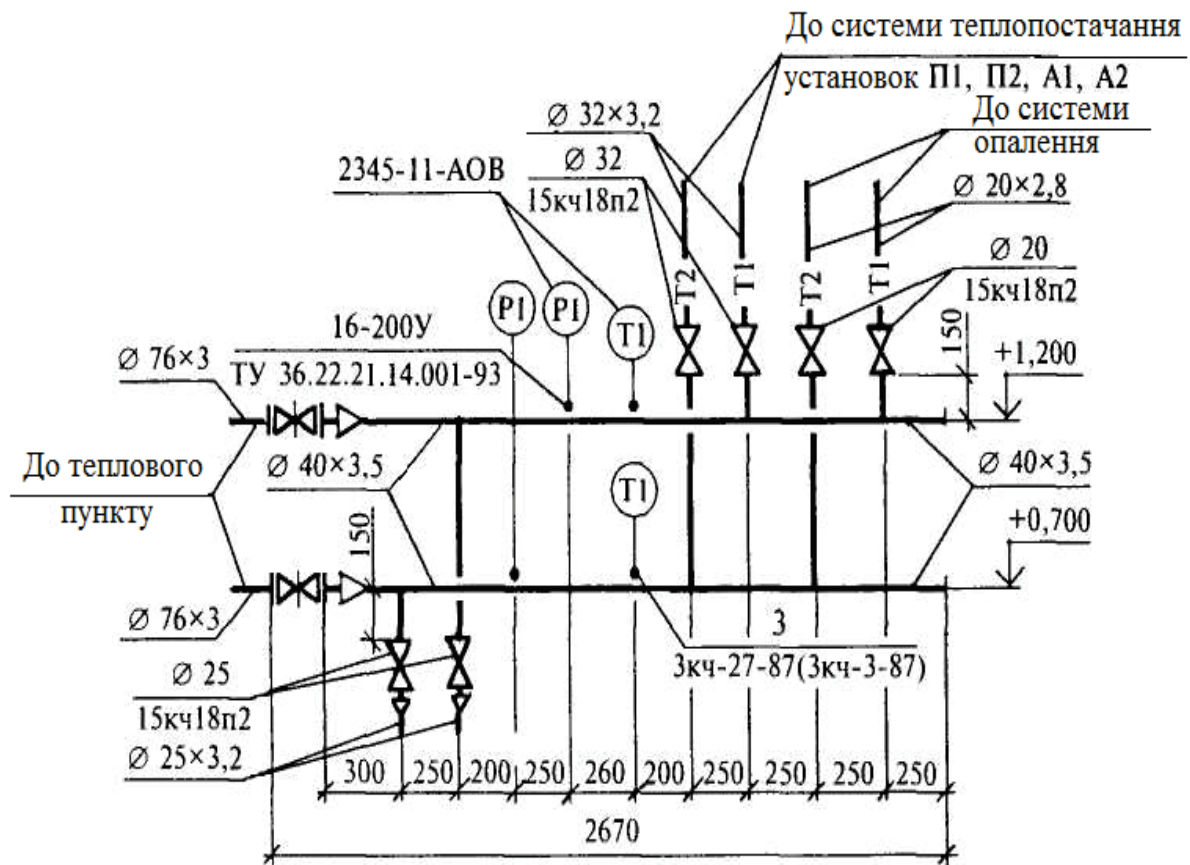 До системи теплопостачання
установок П1, П2, А1, А2
До системи
опалення
Ø 32×3,2
Ø 32
15кч18п2
2345-11-АОВ
Ø 20×2,8
Ø 20
15кч18п2
Т2
Т1
Т2
Т1
Р1
Р1
Т1
150
+1,200
16-200У
ТУ 36.22.21.14.001-93
Ø 76×3
До теплового
пункту
Ø 40×3,5
Ø 40×3,5
Т1
+0,700
150
Ø 76×3
3
3кч-27-87(3кч-3-87)
Ø 25
15кч18п2
Ø 25×3,2
300 250 200 250 260 200 250 250 250 250
2670